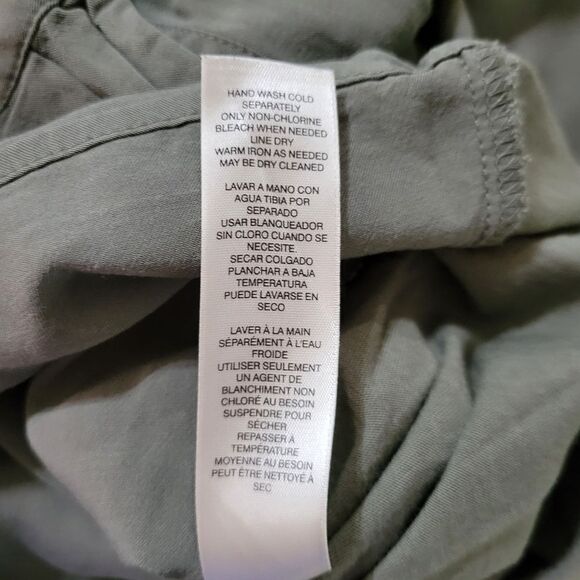 HAND WASH COLD
SEPARATELY
ONLY NON-CHLORINE
BLEACH WHEN NEEDED
LINE DRY
WARM IRON AS NEEDED
MAY BE DRY CLEANED
LAVAR A MANO CON
AGUA TIBIA POR
SEPARADO
USAR BLANQUEADOR
SIN CLORO CUANDO SE
NECESITE.
SECAR COLGADO
PLANCHAR A BAJA
TEMPERATURA
PUEDE LAVARSE EN
SECO
LAVER À LA MAIN
SÉPARÉMENT À L'EAU
FROIDE
UTILISER SEULEMENT
UN AGENT DE
BLANCHIMENT NON
CHLORÉ AU BESOIN
SUSPENDRE POUR
SÉCHER
REPASSER À
TEMPÉRATURE
MOYENNE AU BESOIN
PEUT ÊTRE NETTOYÉ À
SEC